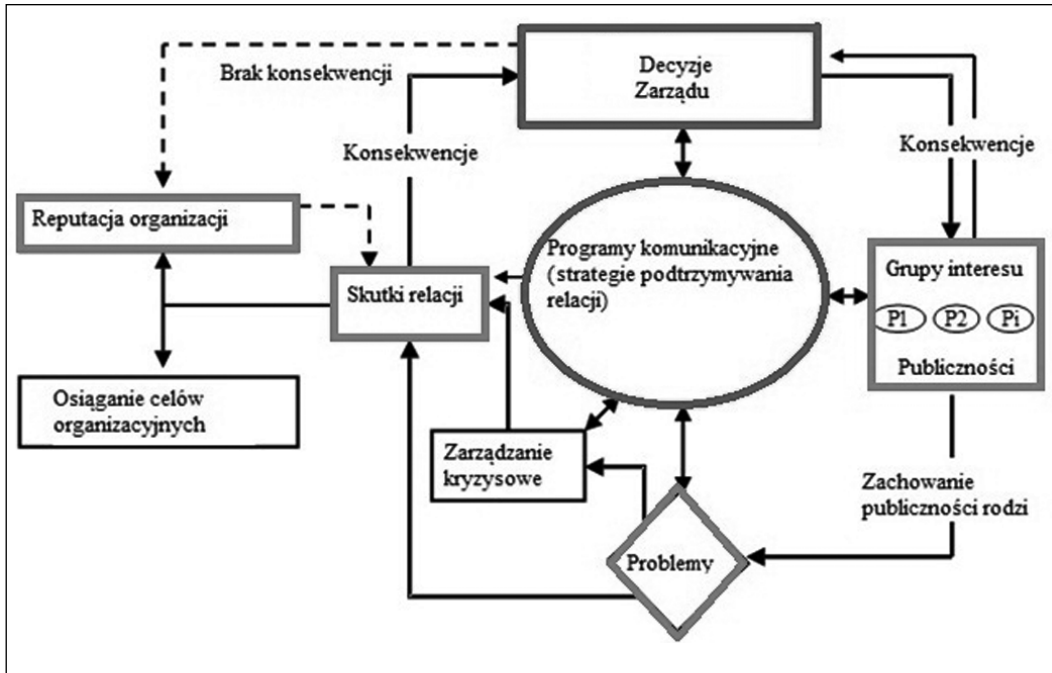 Decyzje
Zarządu
Brak konsekwencji
Konsekwencje
Konsekwencje
Reputacja organizacji
Programy komunikacyjne
(strategie podtrzymywania
relacji)
Grupy interesu
P1 P2 Pi
Publiczności
Skutki relacji
Osiąganie celów
organizacyjnych
Zarządzanie
kryzysowe
Zachowanie
publiczności rodzi
Problemy